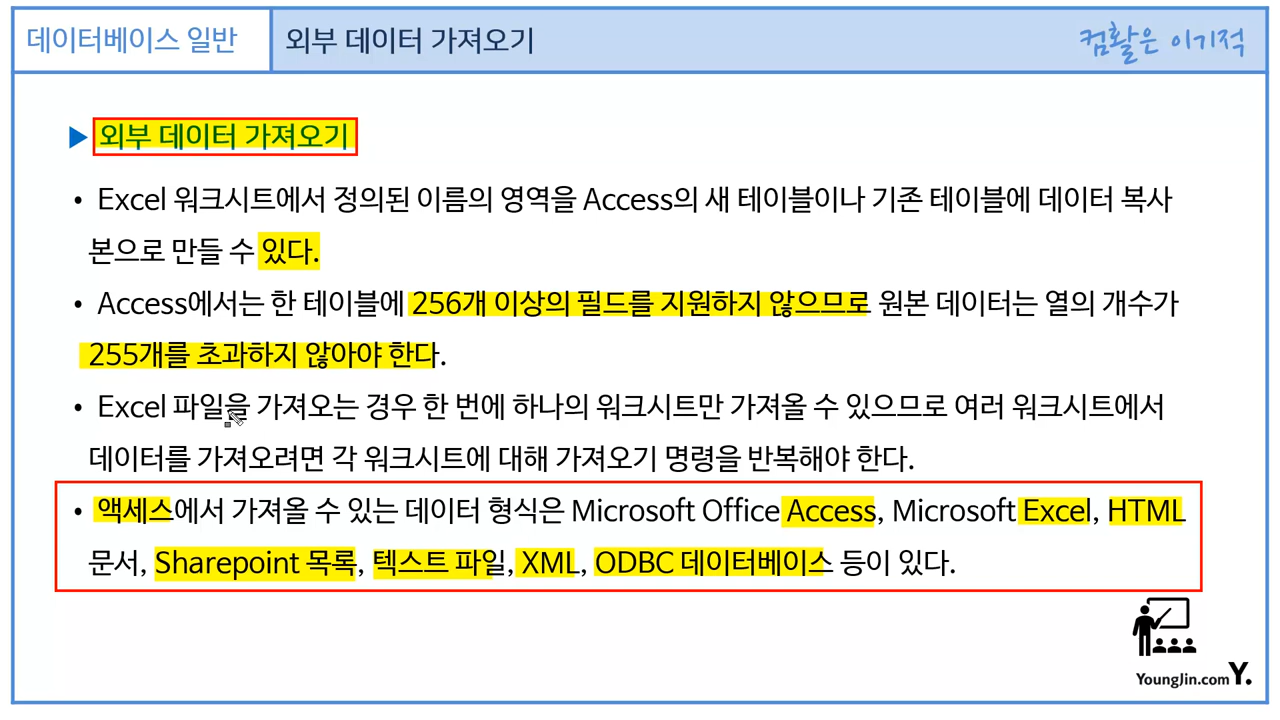 데이터베이스 일반
외부 데이터 가져오기
컴활은 이기적
▶ 외부 데이터 가져오기
• Excel 워크시트에서 정의된 이름의 영역을 Access의 새 테이블이나 기존 테이블에 데이터 복사
본으로 만들 수 있다.
• Access에서는 한 테이블에 256개 이상의 필드를 지원하지 않으므로 원본 데이터는 열의 개수가
255개를 초과하지 않아야 한다.
• Excel 파일을 가져오는 경우 한 번에 하나의 워크시트만 가져올 수 있으므로 여러 워크시트에서
데이터를 가져오려면 각 워크시트에 대해 가져오기 명령을 반복해야 한다.
• 액세스에서 가져올 수 있는 데이터 형식은 Microsoft Office Access, Microsoft Excel, HTML
문서, Sharepoint 목록, 텍스트 파일, XML, ODBC 데이터베이스 등이 있다.
YoungJin.com Y.